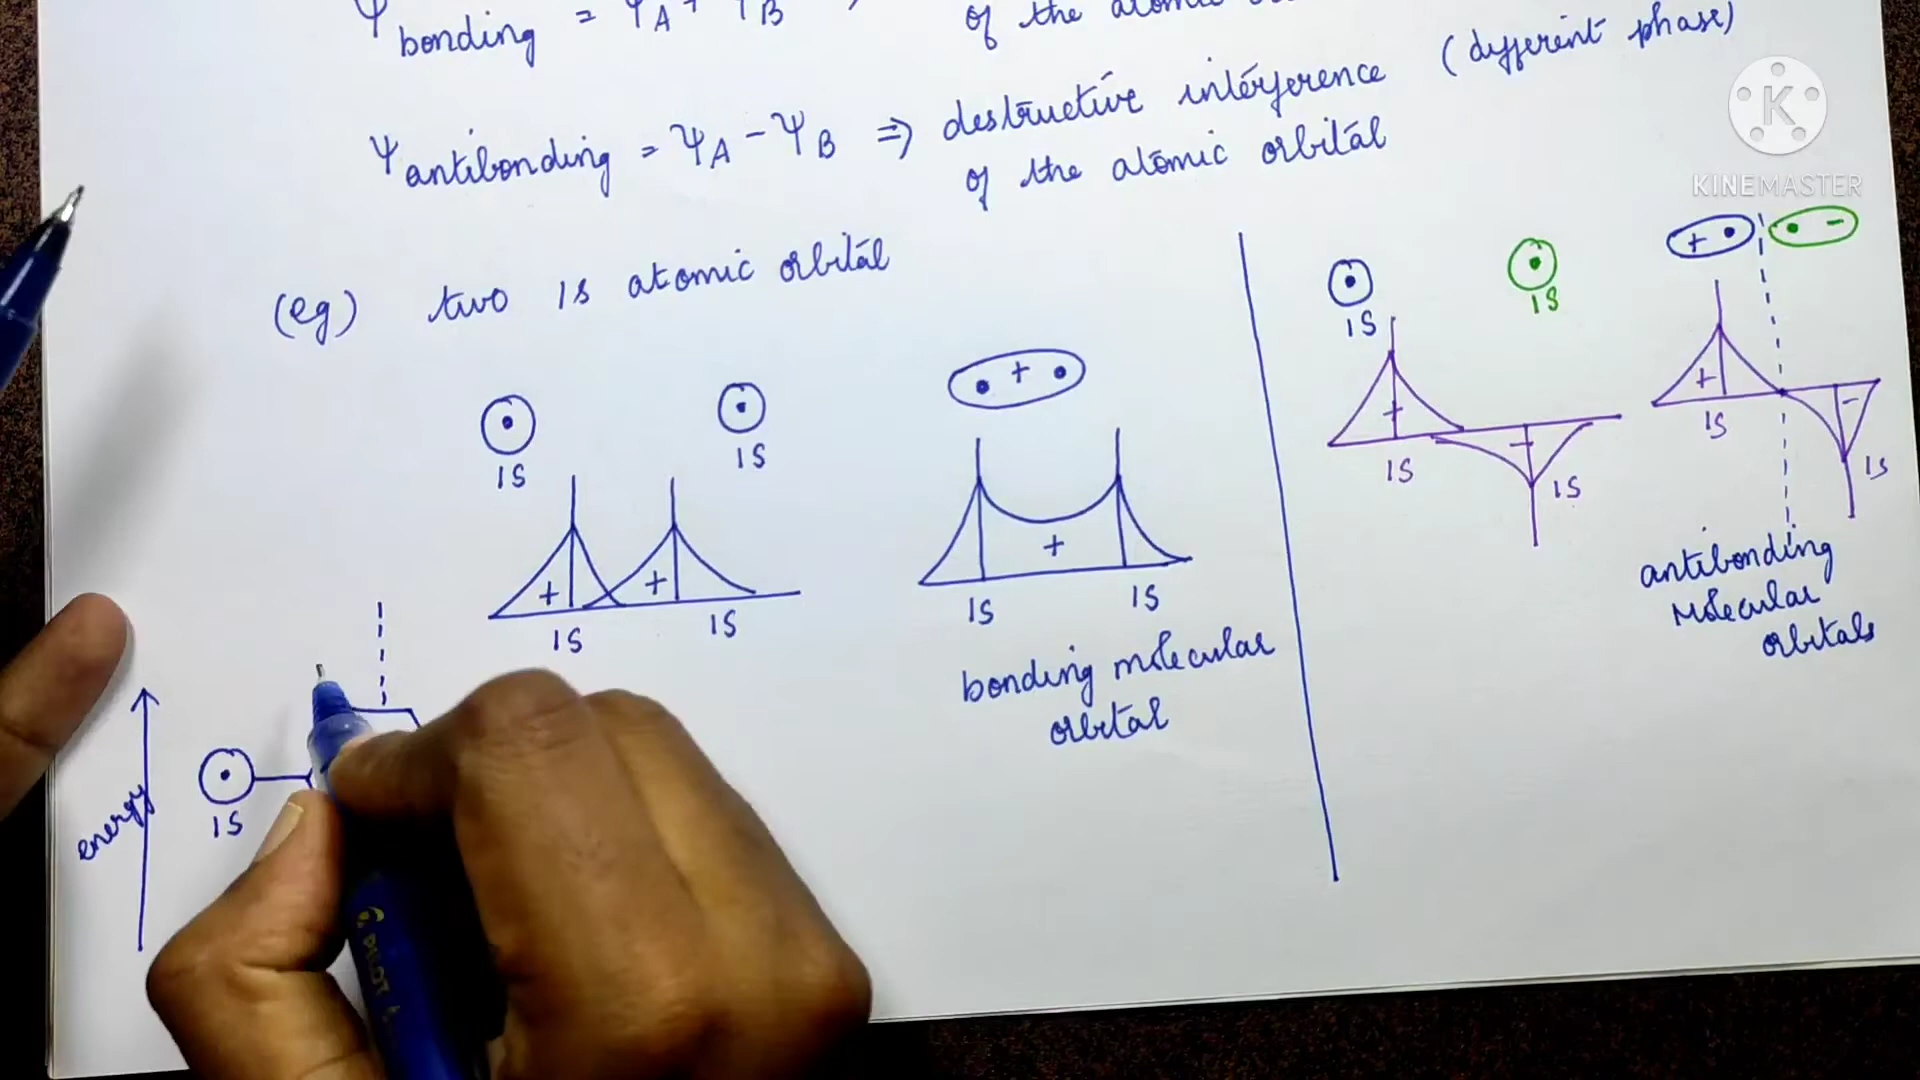 Ψbonding = ΨA + ΨB
of the atomic
Ψantibonding = ΨA - ΨB ⇒ destructive interference (different phase)
of the atomic orbital
(eg) two 1s atomic orbital
1s 1s
+ +
1s 1s
+
+
1s 1s
bonding molecular
orbital
1s 1s
+ -
1s 1s
+ -
+ -
1s 1s
antibonding
Molecular
orbitals
energy
1s
K
KINEMASTER
PILOT